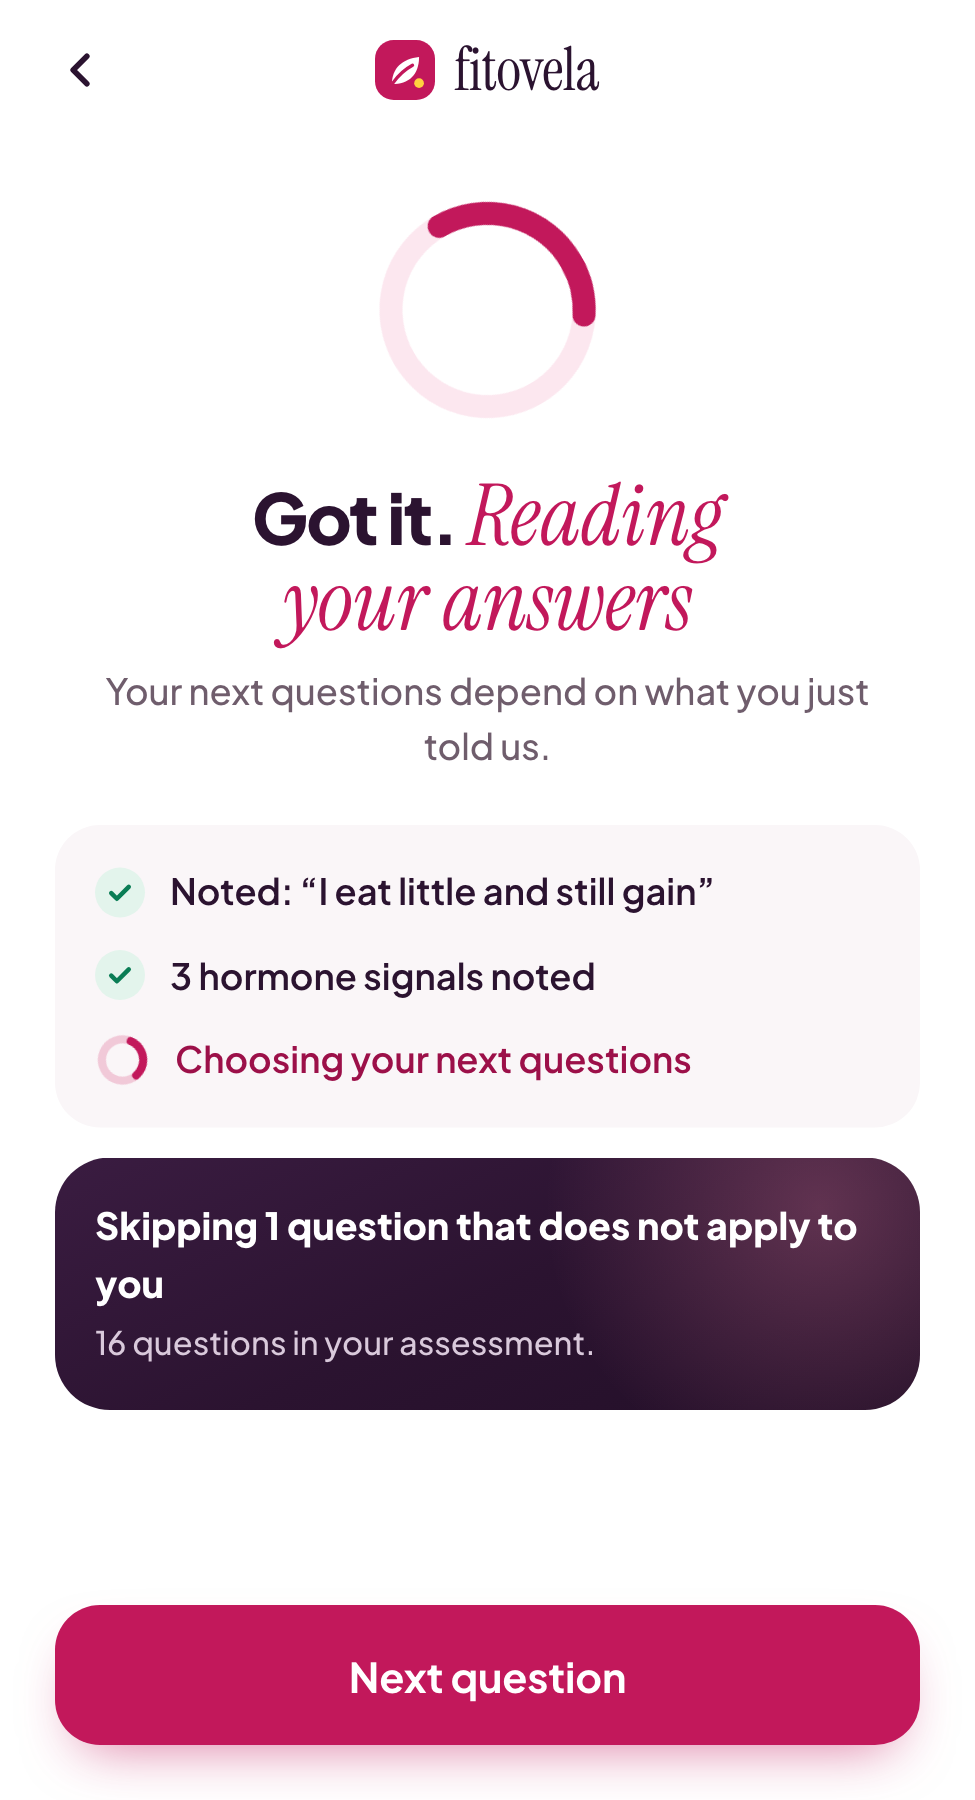 fitovela
Got it. Reading
your answers
Your next questions depend on what you just
told us.
Noted: “I eat little and still gain”
3 hormone signals noted
Choosing your next questions
Skipping 1 question that does not apply to
you
16 questions in your assessment.
Next question